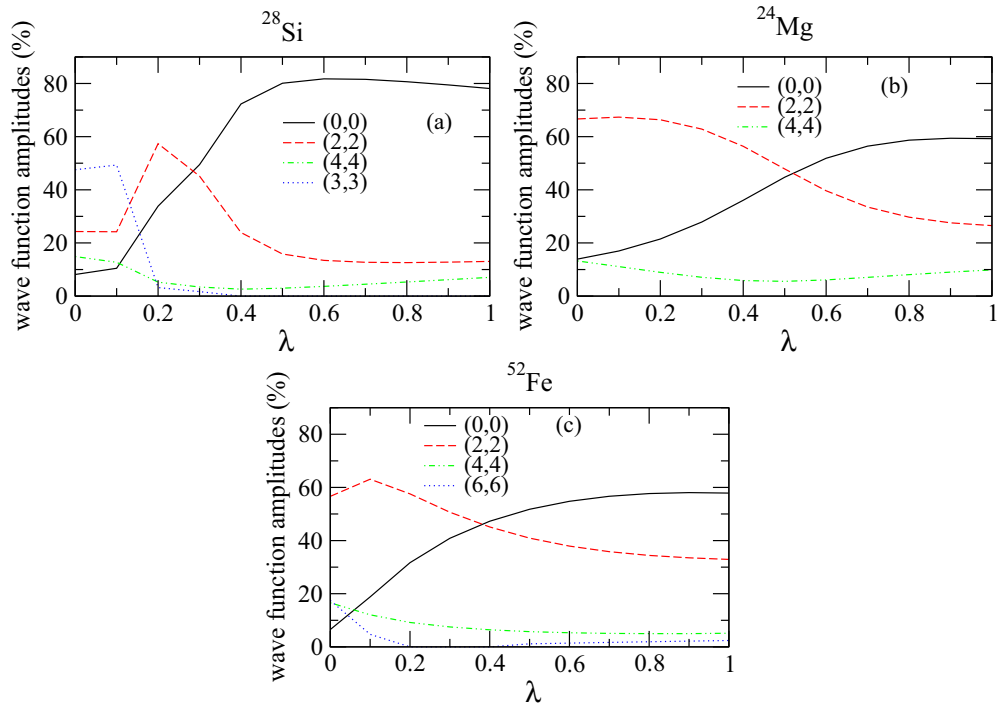 28Si
wave function amplitudes (%)
80
60
40
20
0
(0,0)
(2,2)
(4,4)
(3,3)
(a)
0 0.2 0.4 0.6 0.8 1
λ
24Mg
wave function amplitudes (%)
80
60
40
20
0
(0,0)
(2,2)
(4,4)
(b)
0 0.2 0.4 0.6 0.8 1
λ
52Fe
wave function amplitudes (%)
80
60
40
20
0
(0,0)
(2,2)
(4,4)
(6,6)
(c)
0 0.2 0.4 0.6 0.8 1
λ